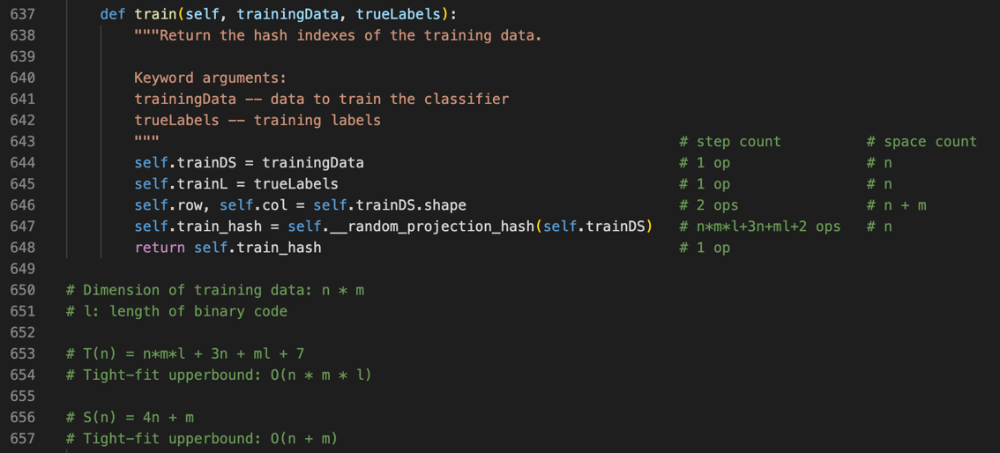 637 def train(self, trainingData, trueLabels):
638 """Return the hash indexes of the training data.
639
640 Keyword arguments:
641 trainingData -- data to train the classifier
642 trueLabels -- training labels
643 """ # step count # space count
644 self.trainDS = trainingData # 1 op # n
645 self.trainL = trueLabels # 1 op # n
646 self.row, self.col = self.trainDS.shape # 2 ops # n + m
647 self.train_hash = self.__random_projection_hash(self.trainDS) # n*m*l+3n+ml+2 ops # n
648 return self.train_hash # 1 op
649
650 # Dimension of training data: n * m
651 # l: length of binary code
652
653 # T(n) = n*m*l + 3n + ml + 7
654 # Tight-fit upperbound: O(n * m * l)
655
656 # S(n) = 4n + m
657 # Tight-fit upperbound: O(n + m)